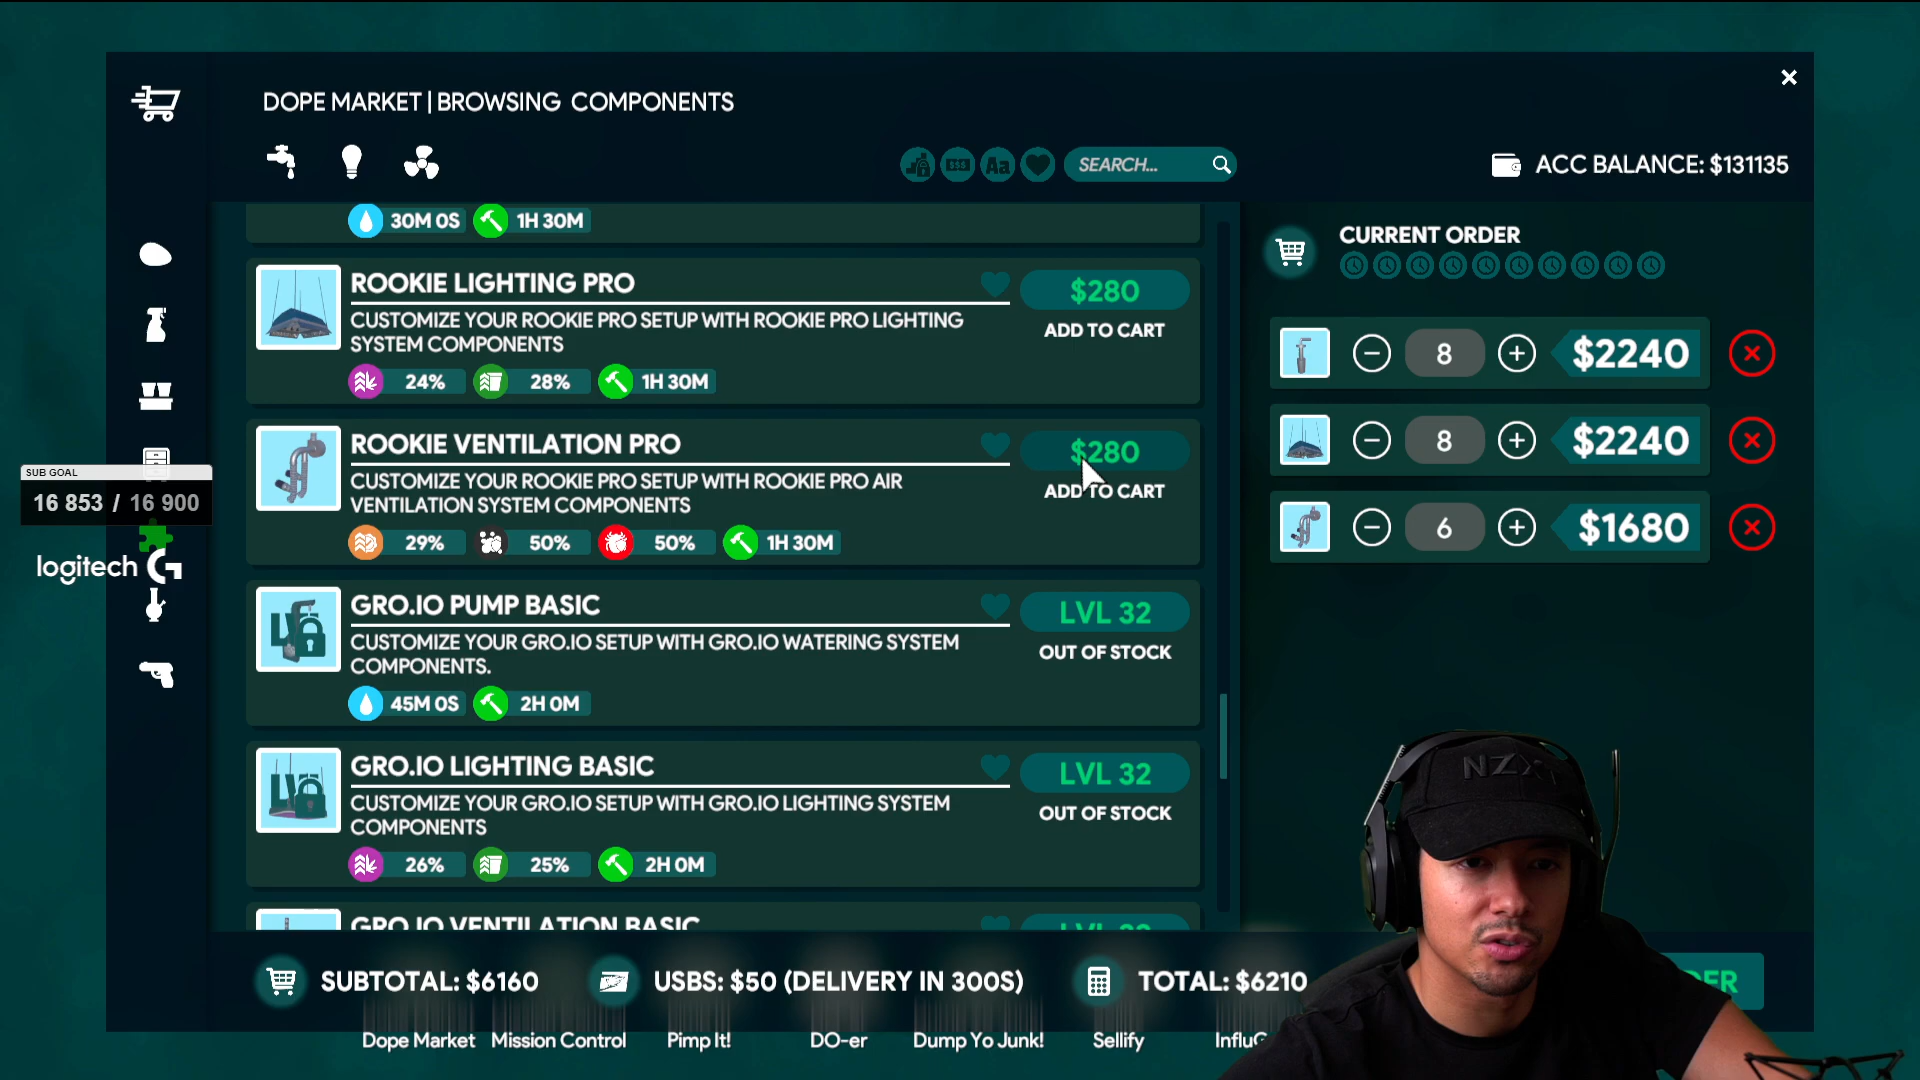 DOPE MARKET | BROWSING COMPONENTS
$$$
Aa
SEARCH...
ACC BALANCE: $131135
30M 0S
1H 30M
ROOKIE LIGHTING PRO
CUSTOMIZE YOUR ROOKIE PRO SETUP WITH ROOKIE PRO LIGHTING
SYSTEM COMPONENTS
24%
28%
1H 30M
$280
ADD TO CART
ROOKIE VENTILATION PRO
CUSTOMIZE YOUR ROOKIE PRO SETUP WITH ROOKIE PRO AIR
VENTILATION SYSTEM COMPONENTS
29%
50%
50%
1H 30M
$280
ADD TO CART
GRO.IO PUMP BASIC
CUSTOMIZE YOUR GRO.IO SETUP WITH GRO.IO WATERING SYSTEM
COMPONENTS.
45M 0S
2H 0M
LVL 32
OUT OF STOCK
GRO.IO LIGHTING BASIC
CUSTOMIZE YOUR GRO.IO SETUP WITH GRO.IO LIGHTING SYSTEM
COMPONENTS
26%
25%
2H 0M
LVL 32
OUT OF STOCK
GRO.IO VENTILATION BASIC
CURRENT ORDER
8
$2240
8
$2240
6
$1680
SUB GOAL
16 853 / 16 900
logitech G
SUBTOTAL: $6160
USBS: $50 (DELIVERY IN 300S)
TOTAL: $6210
Dope Market
Mission Control
Pimp It!
DO-er
Dump Yo Junk!
Sellify
NZXT